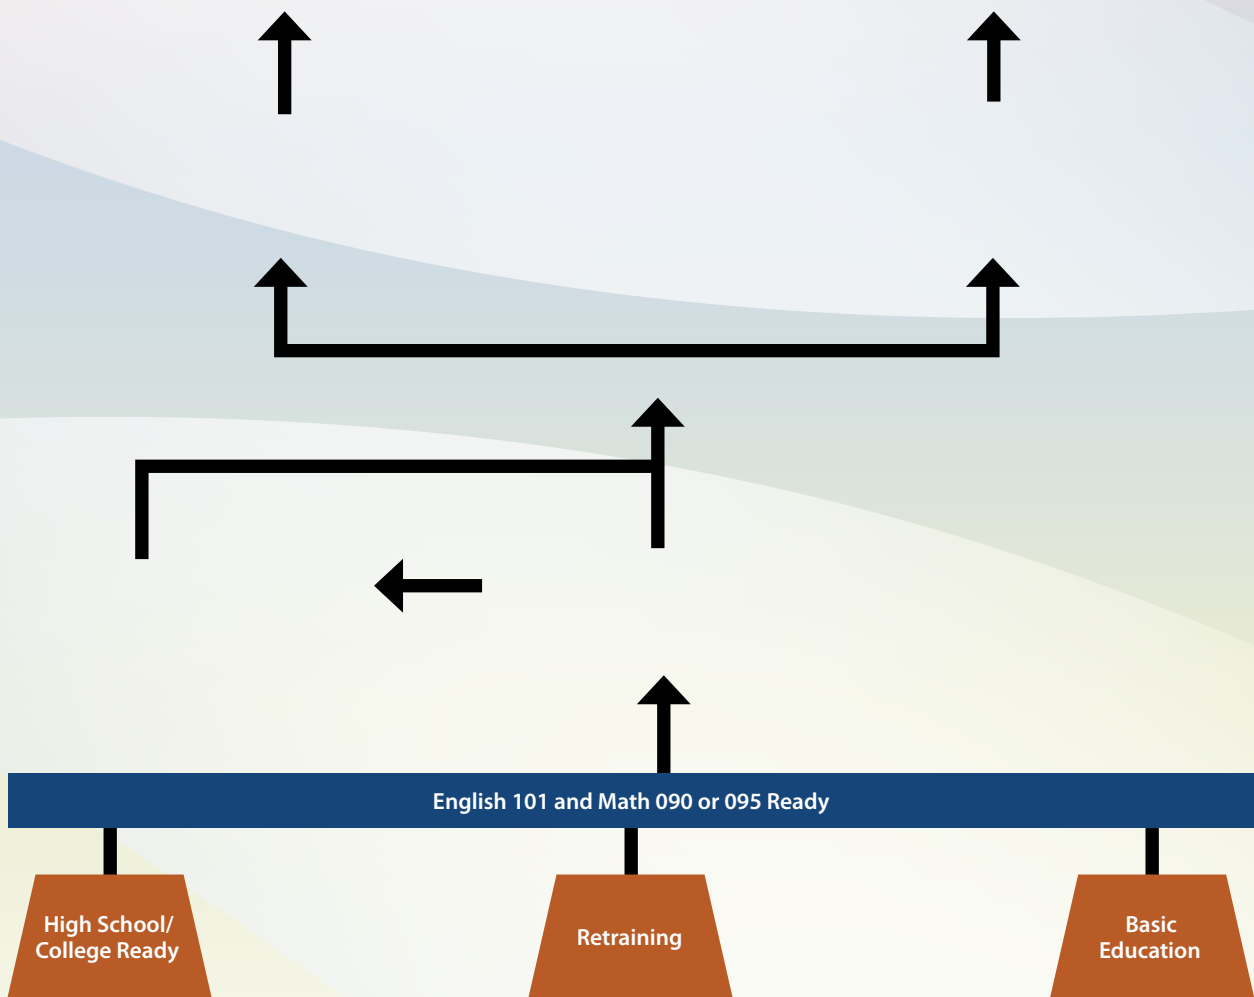 English 101 and Math 090 or 095 Ready
High School/
College Ready
Retraining
Basic
Education